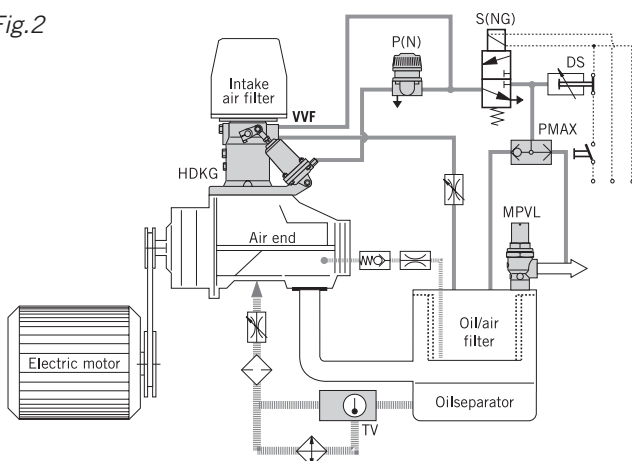 Fig.2
S(NG)
P(N)
DS
Intake
air filter
VVF
PMAX
HDKG
MPVL
Air end
Oil/air
filter
Electric motor
Oilseparator
TV